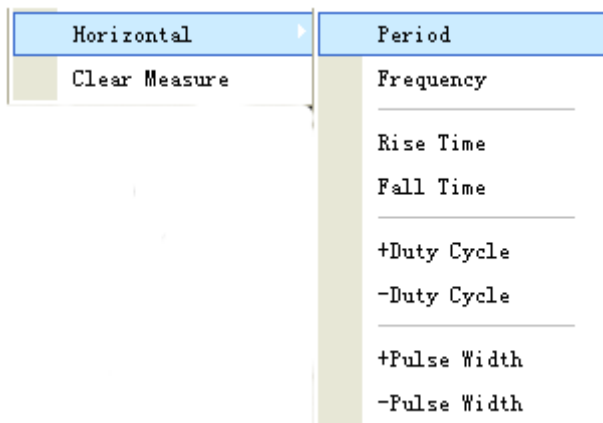 Horizontal
Clear Measure
Period
Frequency
Rise Time
Fall Time
+Duty Cycle
-Duty Cycle
+Pulse Width
-Pulse Width